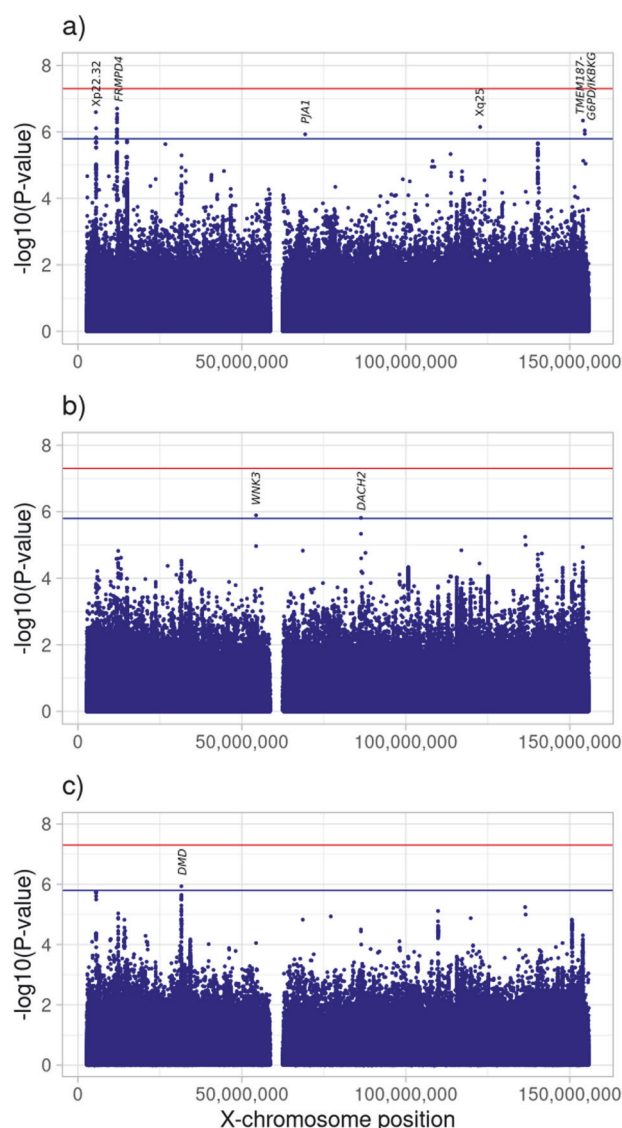 a)
8
6
4
2
0
-log10(P-value)
Xp22.32
FRMPD4
PJA1
Xq25
TMEM187-
G6PD/IKBKG
0
50,000,000
100,000,000
150,000,000
b)
8
6
4
2
0
-log10(P-value)
WNK3
DACH2
0
50,000,000
100,000,000
150,000,000
c)
8
6
4
2
0
-log10(P-value)
DMD
0
50,000,000
100,000,000
150,000,000
X-chromosome position